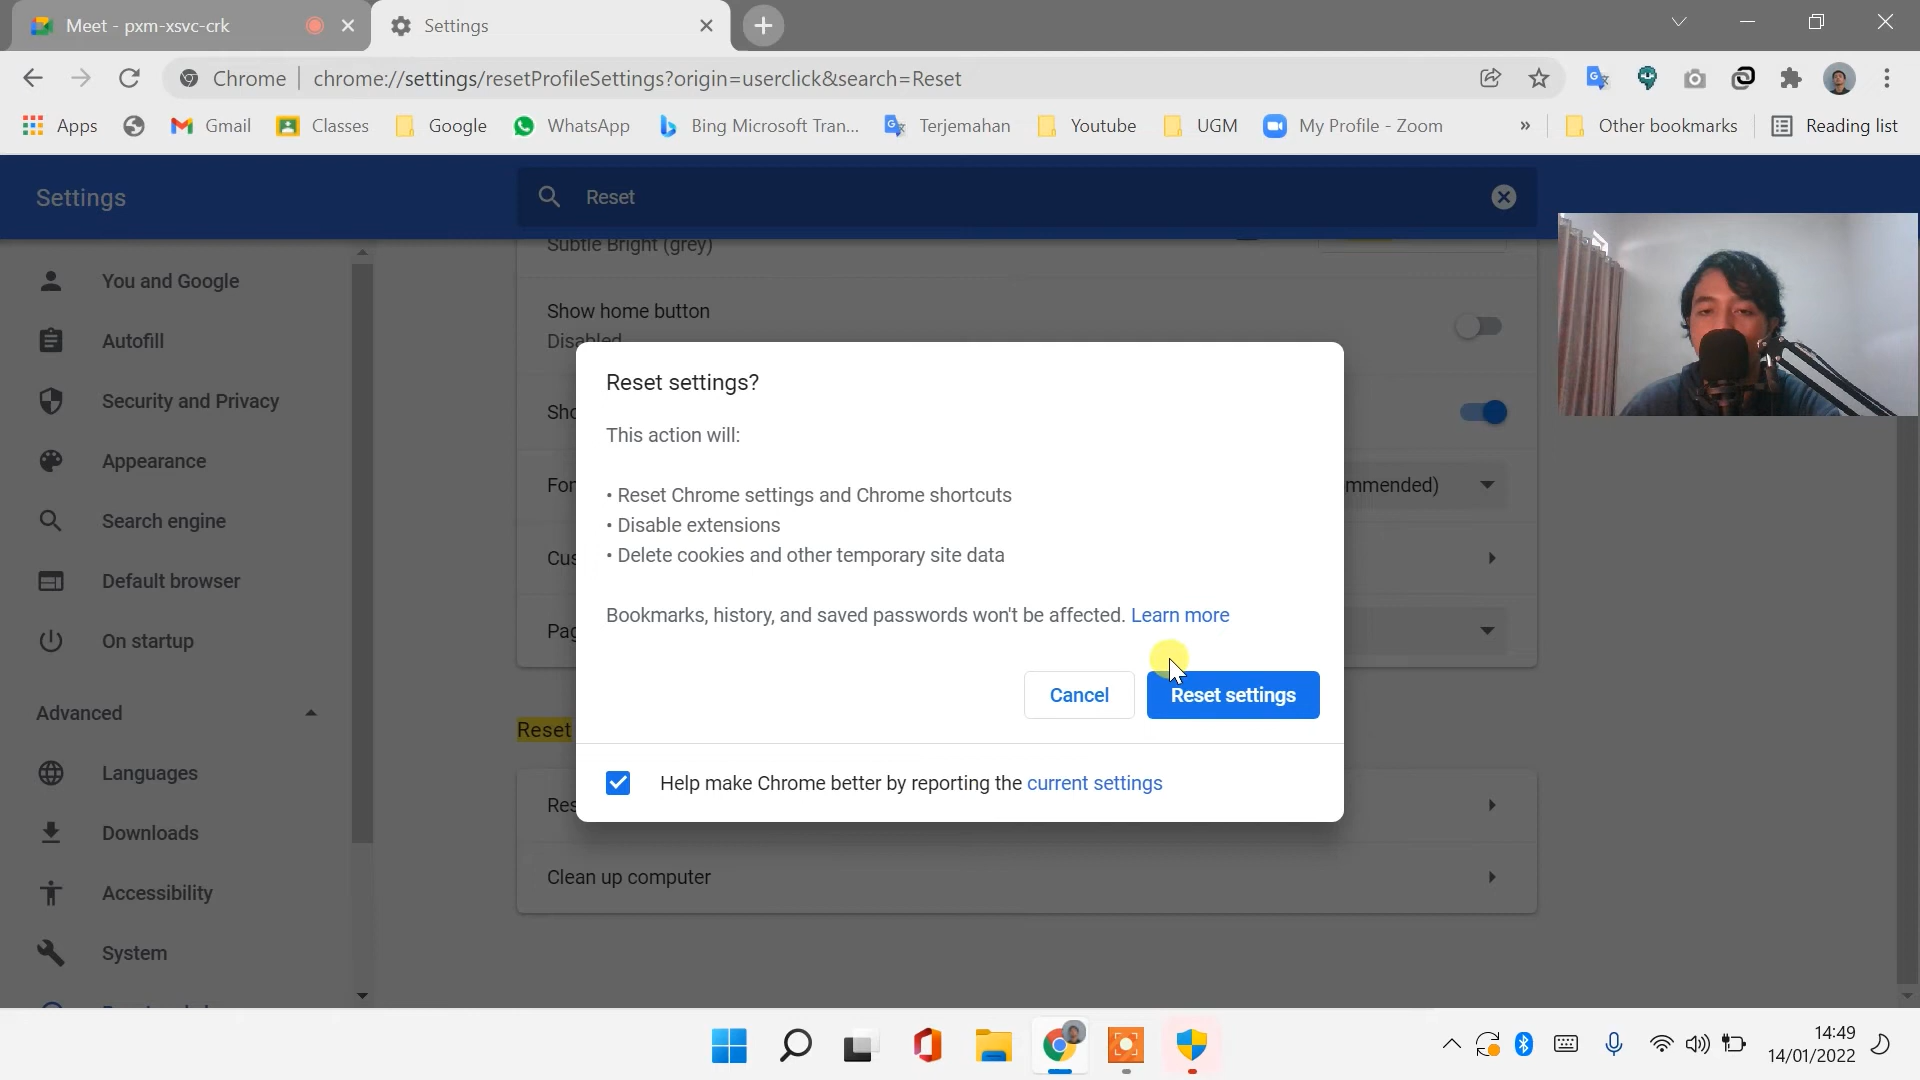 Meet - pxm-xsvc-crk
Settings
Chrome
chrome://settings/resetProfileSettings?origin=userclick&search=Reset
Apps
Gmail
Classes
Google
WhatsApp
Bing Microsoft Tran...
Terjemahan
Youtube
UGM
My Profile - Zoom
»
Other bookmarks
Reading list
Settings
Reset
You and Google
Autofill
Security and Privacy
Appearance
Search engine
Default browser
On startup
Advanced
Languages
Downloads
Accessibility
System
Subtle Bright (grey)
Show home button
Disabled
Sho
Fon
mmended)
Cus
Pag
Reset
Res
Clean up computer
Reset settings?
This action will:
• Reset Chrome settings and Chrome shortcuts
• Disable extensions
• Delete cookies and other temporary site data
Bookmarks, history, and saved passwords won't be affected. Learn more
Cancel
Reset settings
Help make Chrome better by reporting the current settings
14:49
14/01/2022